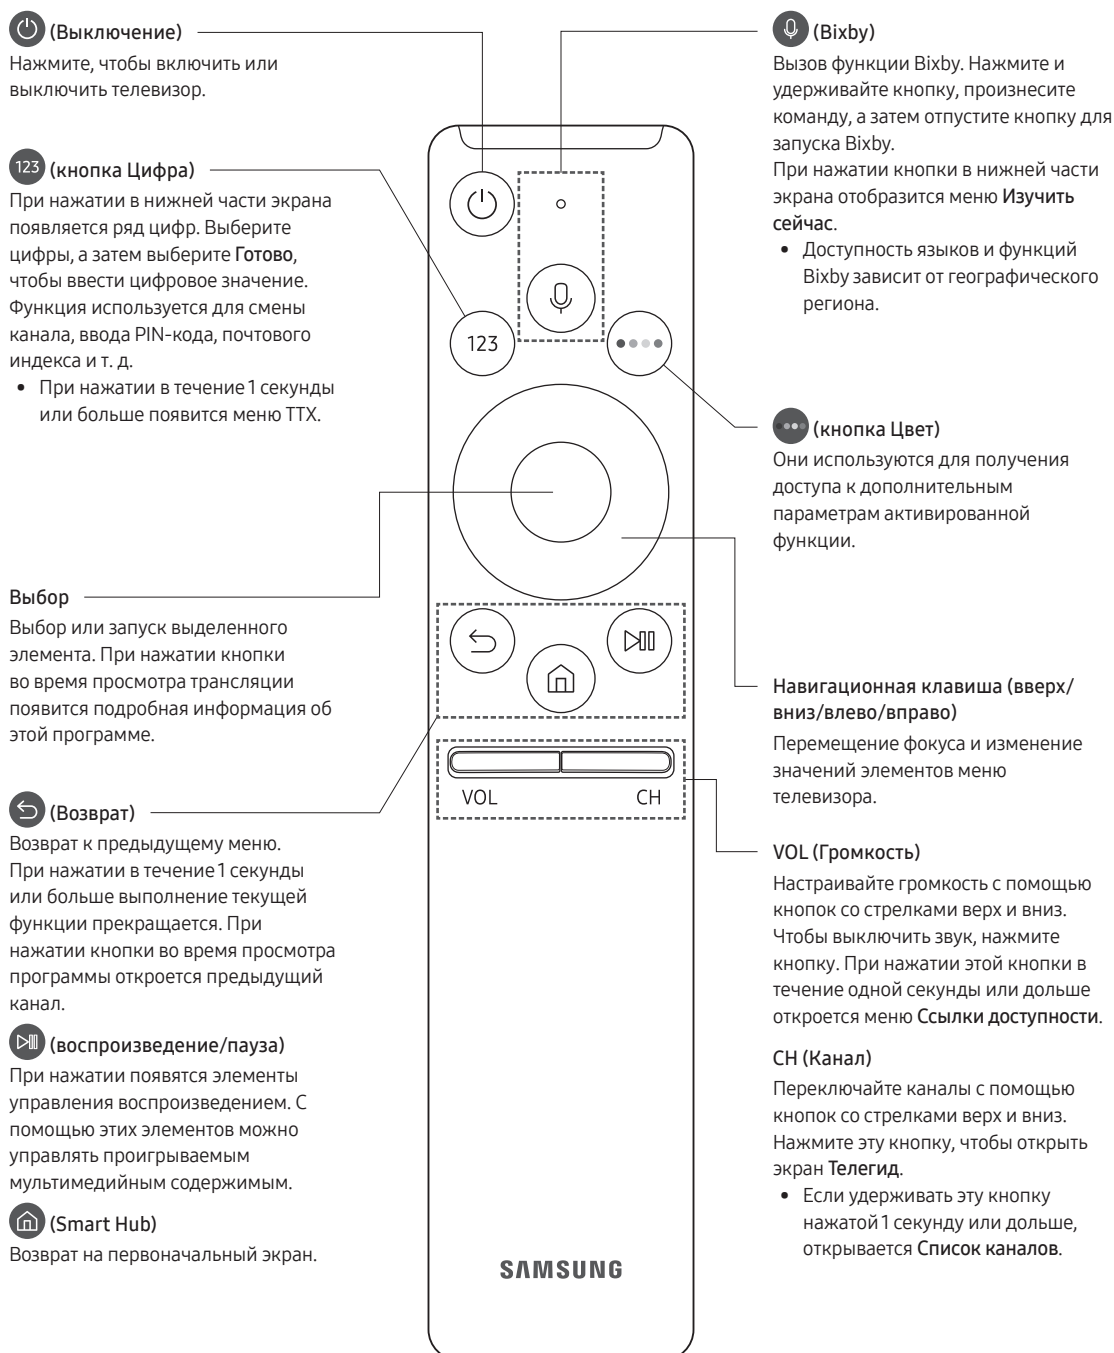 (Выключение)
Нажмите, чтобы включить или
выключить телевизор.
123 (кнопка Цифра)
При нажатии в нижней части экрана
появляется ряд цифр. Выберите
цифры, а затем выберите Готово,
чтобы ввести цифровое значение.
Функция используется для смены
канала, ввода PIN-кода, почтового
индекса и т. д.
• При нажатии в течение 1 секунды
или больше появится меню TTX.
Выбор
Выбор или запуск выделенного
элемента. При нажатии кнопки
во время просмотра трансляции
появится подробная информация об
этой программе.
(Возврат)
Возврат к предыдущему меню.
При нажатии в течение 1 секунды
или больше выполнение текущей
функции прекращается. При
нажатии кнопки во время просмотра
программы откроется предыдущий
канал.
(воспроизведение/пауза)
При нажатии появятся элементы
управления воспроизведением. С
помощью этих элементов можно
управлять проигрываемым
мультимедийным содержимым.
(Smart Hub)
Возврат на первоначальный экран.
123
VOL
CH
SAMSUNG
(Bixby)
Вызов функции Bixby. Нажмите и
удерживайте кнопку, произнесите
команду, а затем отпустите кнопку для
запуска Bixby.
При нажатии кнопки в нижней части
экрана отобразится меню Изучить
сейчас.
• Доступность языков и функций
Bixby зависит от географического
региона.
(кнопка Цвет)
Они используются для получения
доступа к дополнительным
параметрам активированной
функции.
Навигационная клавиша (вверх/
вниз/влево/вправо)
Перемещение фокуса и изменение
значений элементов меню
телевизора.
VOL (Громкость)
Настраивайте громкость с помощью
кнопок со стрелками верх и вниз.
Чтобы выключить звук, нажмите
кнопку. При нажатии этой кнопки в
течение одной секунды или дольше
откроется меню Ссылки доступности.
CH (Канал)
Переключайте каналы с помощью
кнопок со стрелками верх и вниз.
Нажмите эту кнопку, чтобы открыть
экран Телегид.
• Если удерживать эту кнопку
нажатой 1 секунду или дольше,
открывается Список каналов.